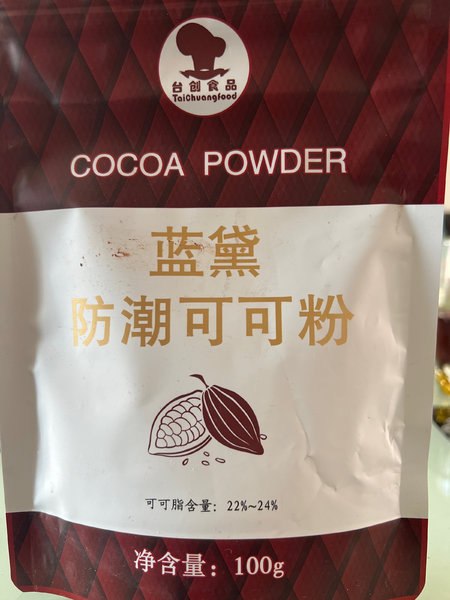 台创食品
TaiChuangfood
COCOA POWDER
蓝黛
防潮可可粉
可可脂含量：22%~24%
净含量：100g